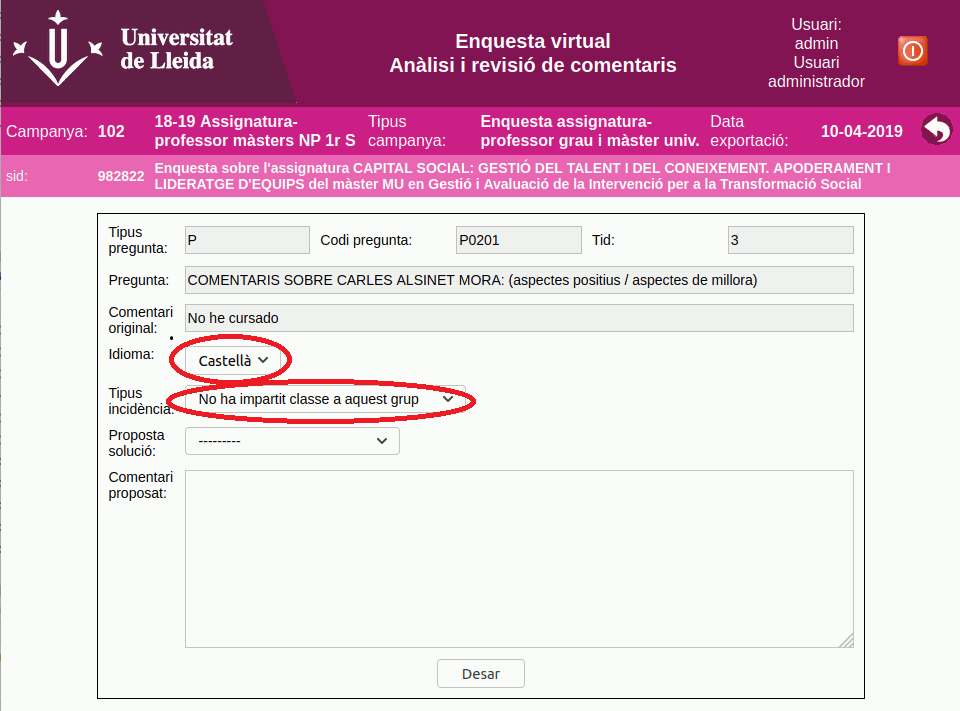 Universitat
de Lleida
Enquesta virtual
Anàlisi i revisió de comentaris
Usuari:
admin
Usuari
administrador
Campanya: 102
18-19 Assignatura-
professor màsters NP 1r S
Tipus
campanya:
Enquesta assignatura-
professor grau i màster univ.
Data
exportació:
10-04-2019
sid: 982822
Enquesta sobre l'assignatura CAPITAL SOCIAL: GESTIÓ DEL TALENT I DEL CONEIXEMENT. APODERAMENT I
LIDERATGE D'EQUIPS del màster MU en Gestió i Avaluació de la Intervenció per a la Transformació Social
Tipus
pregunta:
P
Codi pregunta:
P0201
Tid:
3
Pregunta:
COMENTARIS SOBRE CARLES ALSINET MORA: (aspectes positius / aspectes de millora)
Comentari
original:
No he cursado
Idioma:
Castellà
Tipus
incidència:
No ha impartit classe a aquest grup
Proposta
solució:
---------
Comentari
proposat:
Desar